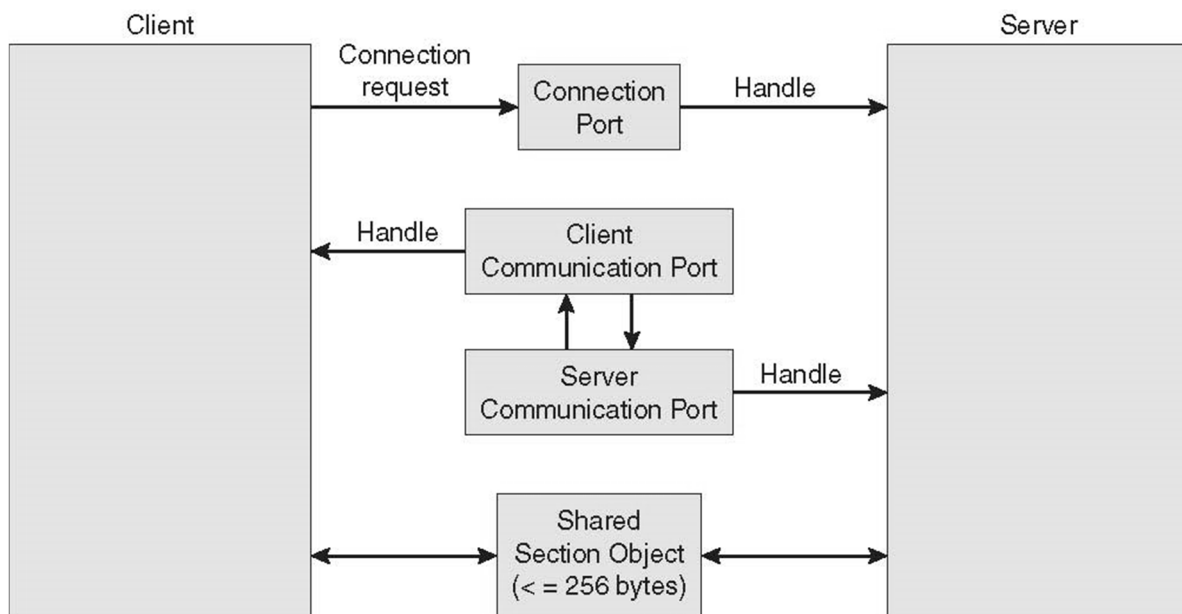 Client
Server
Connection
request
Connection
Port
Handle
Handle
Client
Communication Port
Server
Communication Port
Handle
Shared
Section Object
(< = 256 bytes)